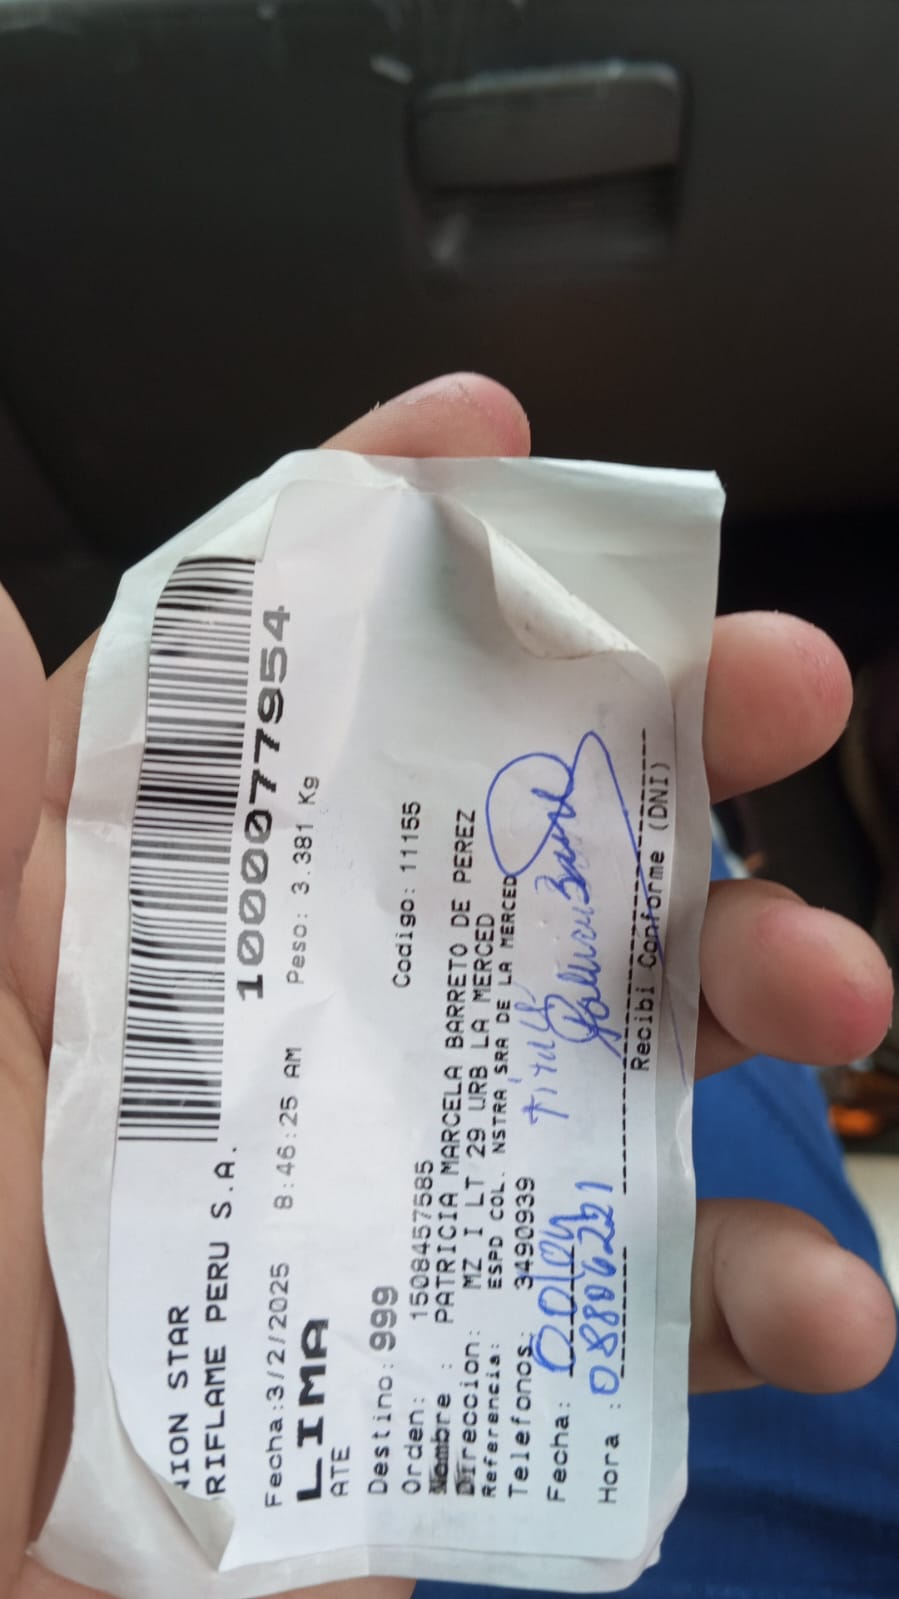 NION STAR
RIFLAME PERU S.A.
1000077954
Fecha:3/2/2025 8:46:25 AM Peso: 3.381 Kg
LIMA
ATE
Destino: 999
Orden: 1508457585 Codigo: 11155
Nombre : PATRICIA MARCELA BARRETO DE PEREZ
Direccion: MZ I LT 29 URB LA MERCED
Referencia: ESPD COL. NSTRA SRA DE LA MERCED
Telefonos: 3490939
Fecha:
Hora : 08806221
Recibi Conforme (DNI)